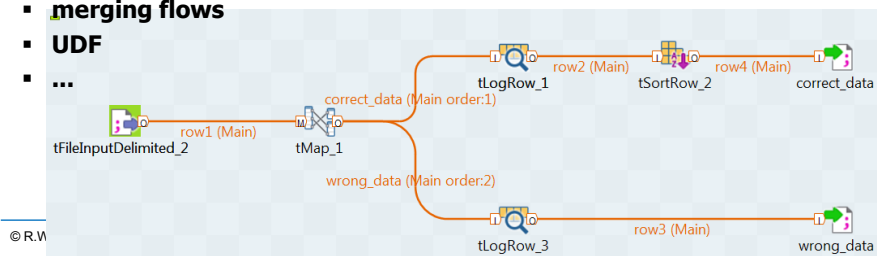 ▪ merging flows
▪ UDF
▪ ...
tLogRow_1
row2 (Main)
tSortRow_2
row4 (Main)
correct_data
correct_data (Main order:1)
tFileInputDelimited_2
row1 (Main)
tMap_1
wrong_data (Main order:2)
tLogRow_3
row3 (Main)
wrong_data
© R.W